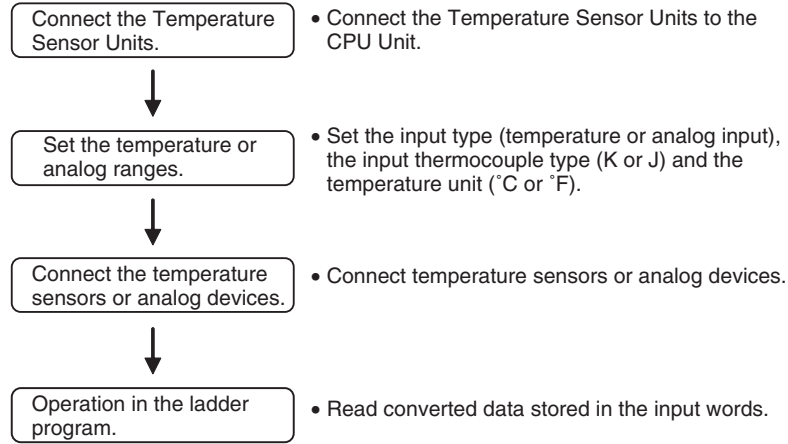 Connect the Temperature
Sensor Units.
• Connect the Temperature Sensor Units to the
CPU Unit.
Set the temperature or
analog ranges.
• Set the input type (temperature or analog input),
the input thermocouple type (K or J) and the
temperature unit (˚C or ˚F).
Connect the temperature
sensors or analog devices.
• Connect temperature sensors or analog devices.
Operation in the ladder
program.
• Read converted data stored in the input words.